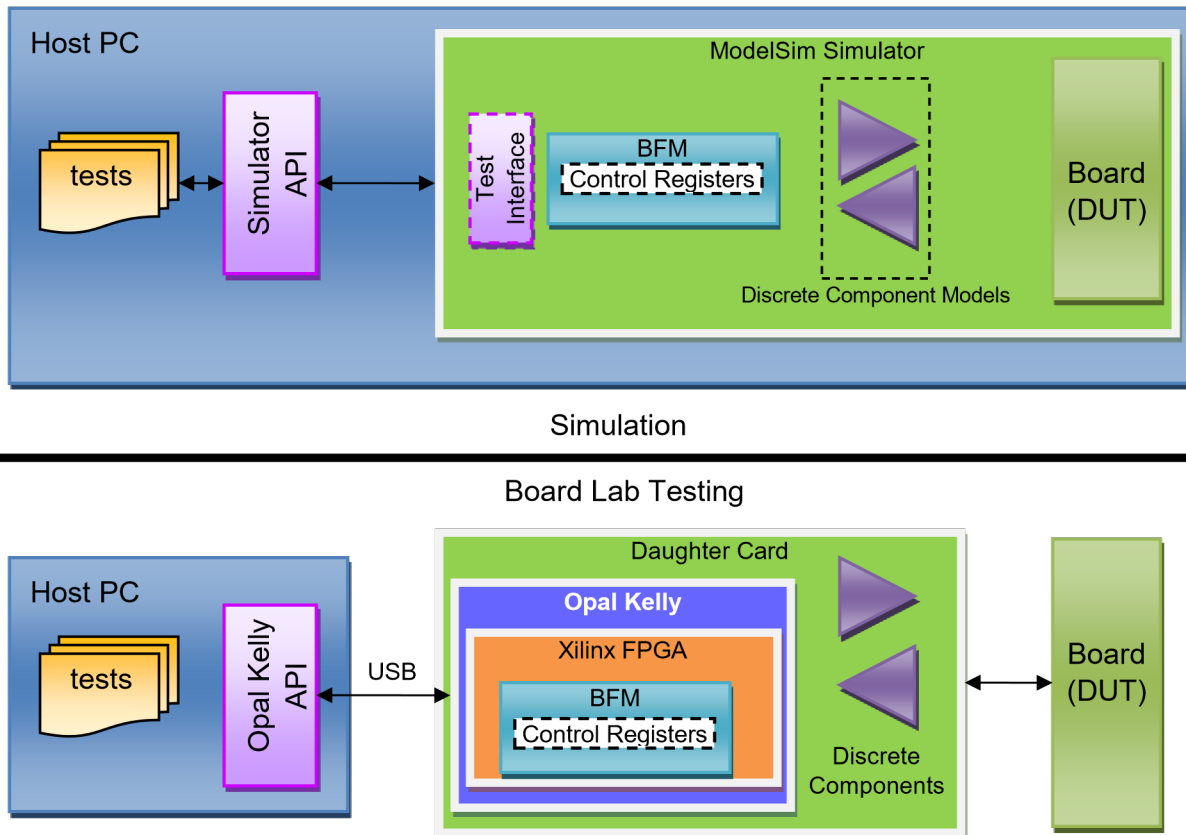 Host PC
ModelSim Simulator
tests
Simulator
API
Test
Interface
BFM
Control Registers
Board
(DUT)
Discrete Component Models
Simulation
Board Lab Testing
Host PC
tests
Opal Kelly
API
USB
Daughter Card
Opal Kelly
Xilinx FPGA
BFM
Control Registers
Discrete
Components
Board
(DUT)